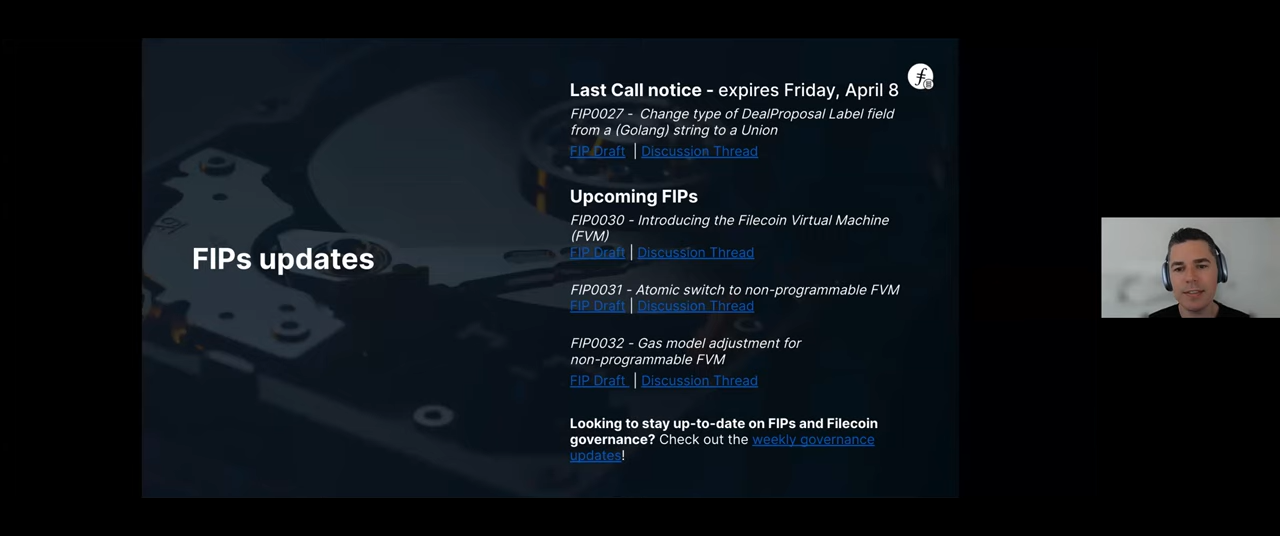 FIPs updates
Last Call notice - expires Friday, April 8
FIP0027 - Change type of DealProposal Label field
from a (Golang) string to a Union
FIP Draft | Discussion Thread
Upcoming FIPs
FIP0030 - Introducing the Filecoin Virtual Machine
(FVM)
FIP Draft | Discussion Thread
FIP0031 - Atomic switch to non-programmable FVM
FIP Draft | Discussion Thread
FIP0032 - Gas model adjustment for
non-programmable FVM
FIP Draft | Discussion Thread
Looking to stay up-to-date on FIPs and Filecoin
governance? Check out the weekly governance
updates!